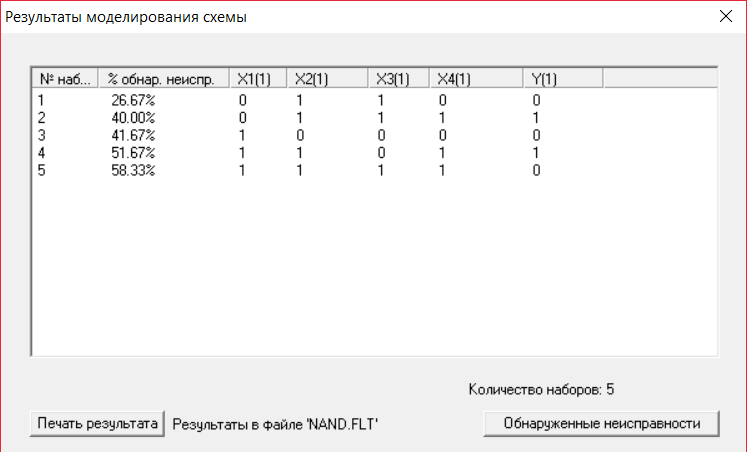 Результаты моделирования схемы
№ наб... % обнар. неиспр. X1(1) X2(1) X3(1) X4(1) Y(1)
1 26.67% 0 1 1 0 0
2 40.00% 0 1 1 1 1
3 41.67% 1 0 0 0 0
4 51.67% 1 1 0 1 1
5 58.33% 1 1 1 1 0
Количество наборов: 5
Печать результата Результаты в файле 'NAND.FLT' Обнаруженные неисправности